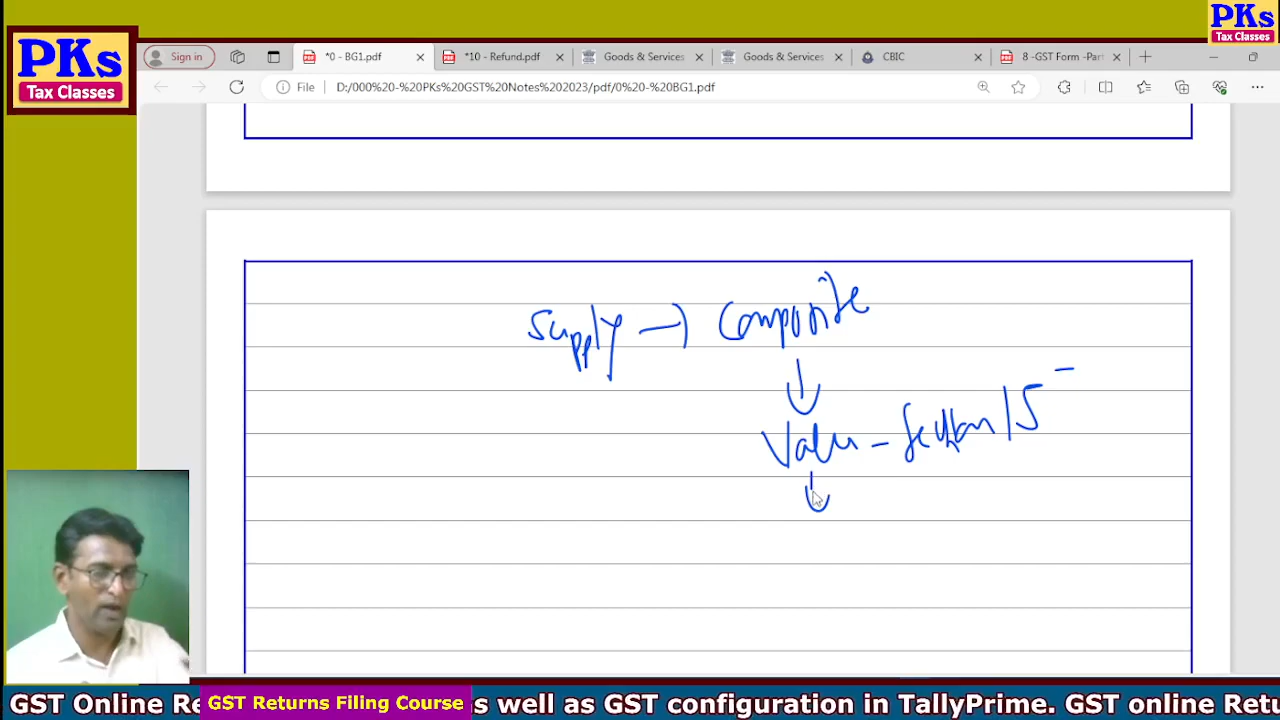 PKs
Tax Classes
PKs
Tax Classes
Sign in
*0 - BG1.pdf
*10 - Refund.pdf
Goods & Services
Goods & Services
CBIC
8 -GST Form -Part
File
D:/000%20-%20PKs%20GST%20Notes%202023/pdf/0%20-%20BG1.pdf
Supply → Composite
↓
Value - Section 15 -
↓
GST Online Re
GST Returns Filing Course
s well as GST configuration in TallyPrime. GST online Retu